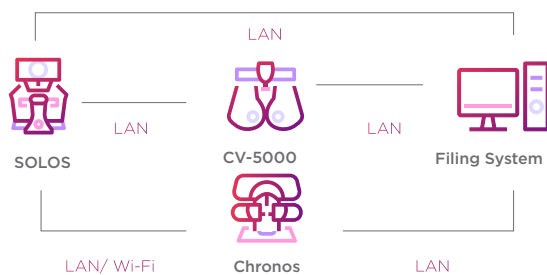 LAN
LAN
LAN
SOLOS
CV-5000
Filing System
LAN/ Wi-Fi
Chronos
LAN